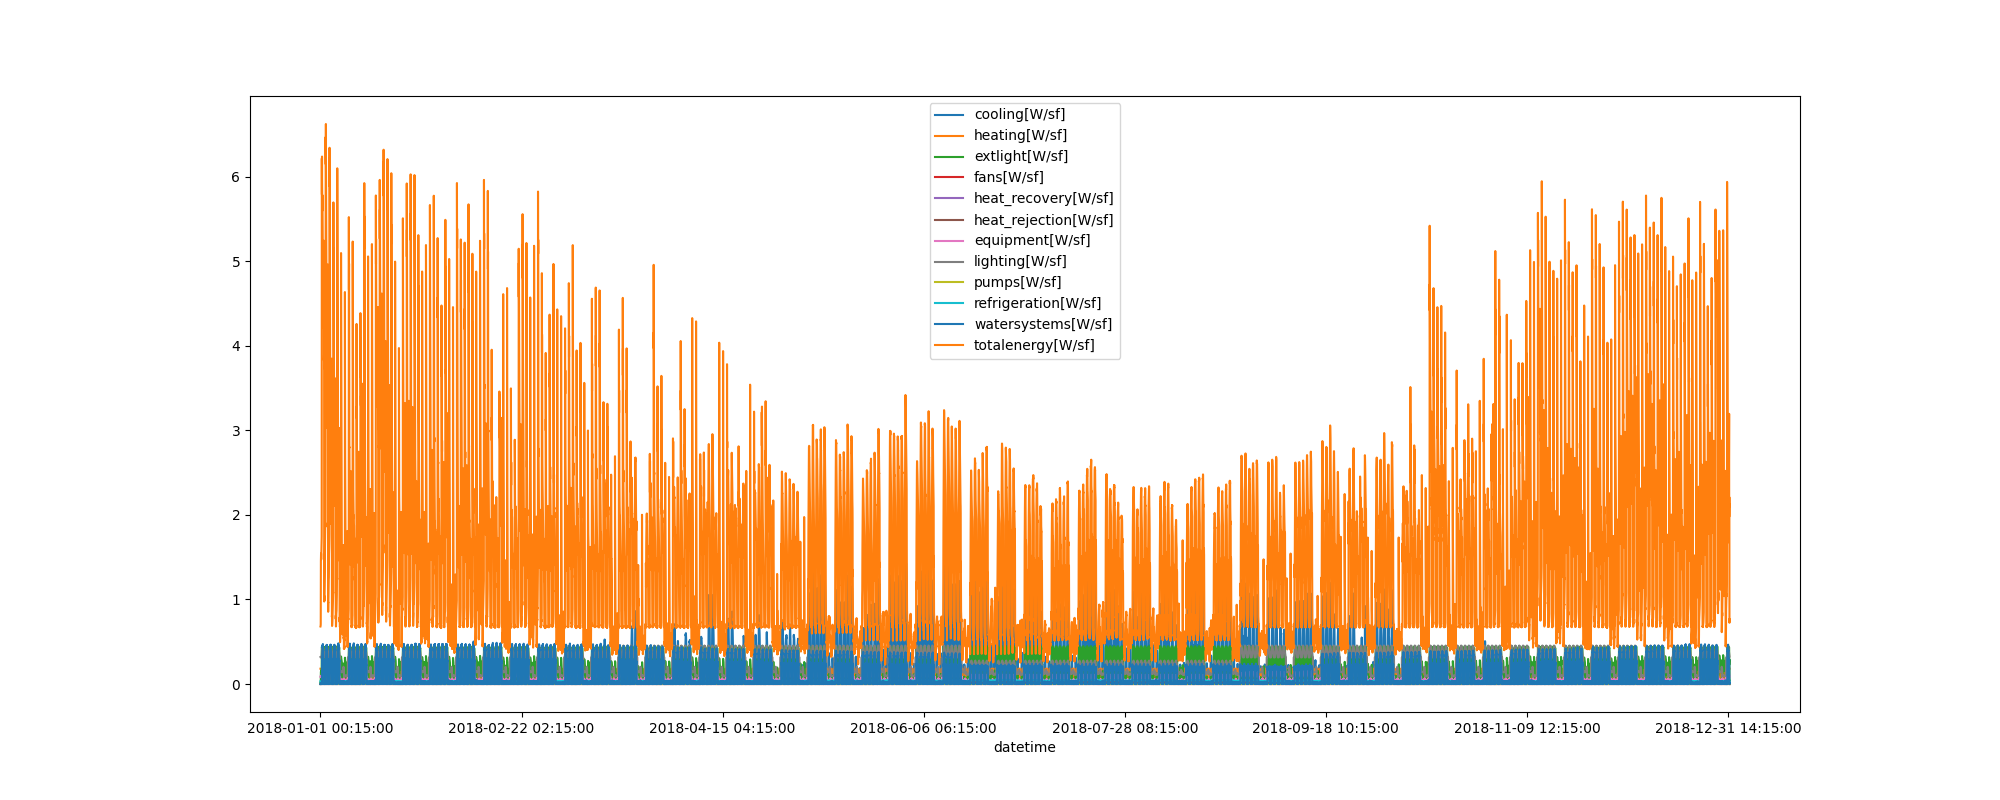 cooling[W/sf]
heating[W/sf]
extlight[W/sf]
fans[W/sf]
heat_recovery[W/sf]
heat_rejection[W/sf]
equipment[W/sf]
lighting[W/sf]
pumps[W/sf]
refrigeration[W/sf]
watersystems[W/sf]
totalenergy[W/sf]
6
5
4
3
2
1
0
2018-01-01 00:15:00 2018-02-22 02:15:00 2018-04-15 04:15:00 2018-06-06 06:15:00 2018-07-28 08:15:00 2018-09-18 10:15:00 2018-11-09 12:15:00 2018-12-31 14:15:00
datetime